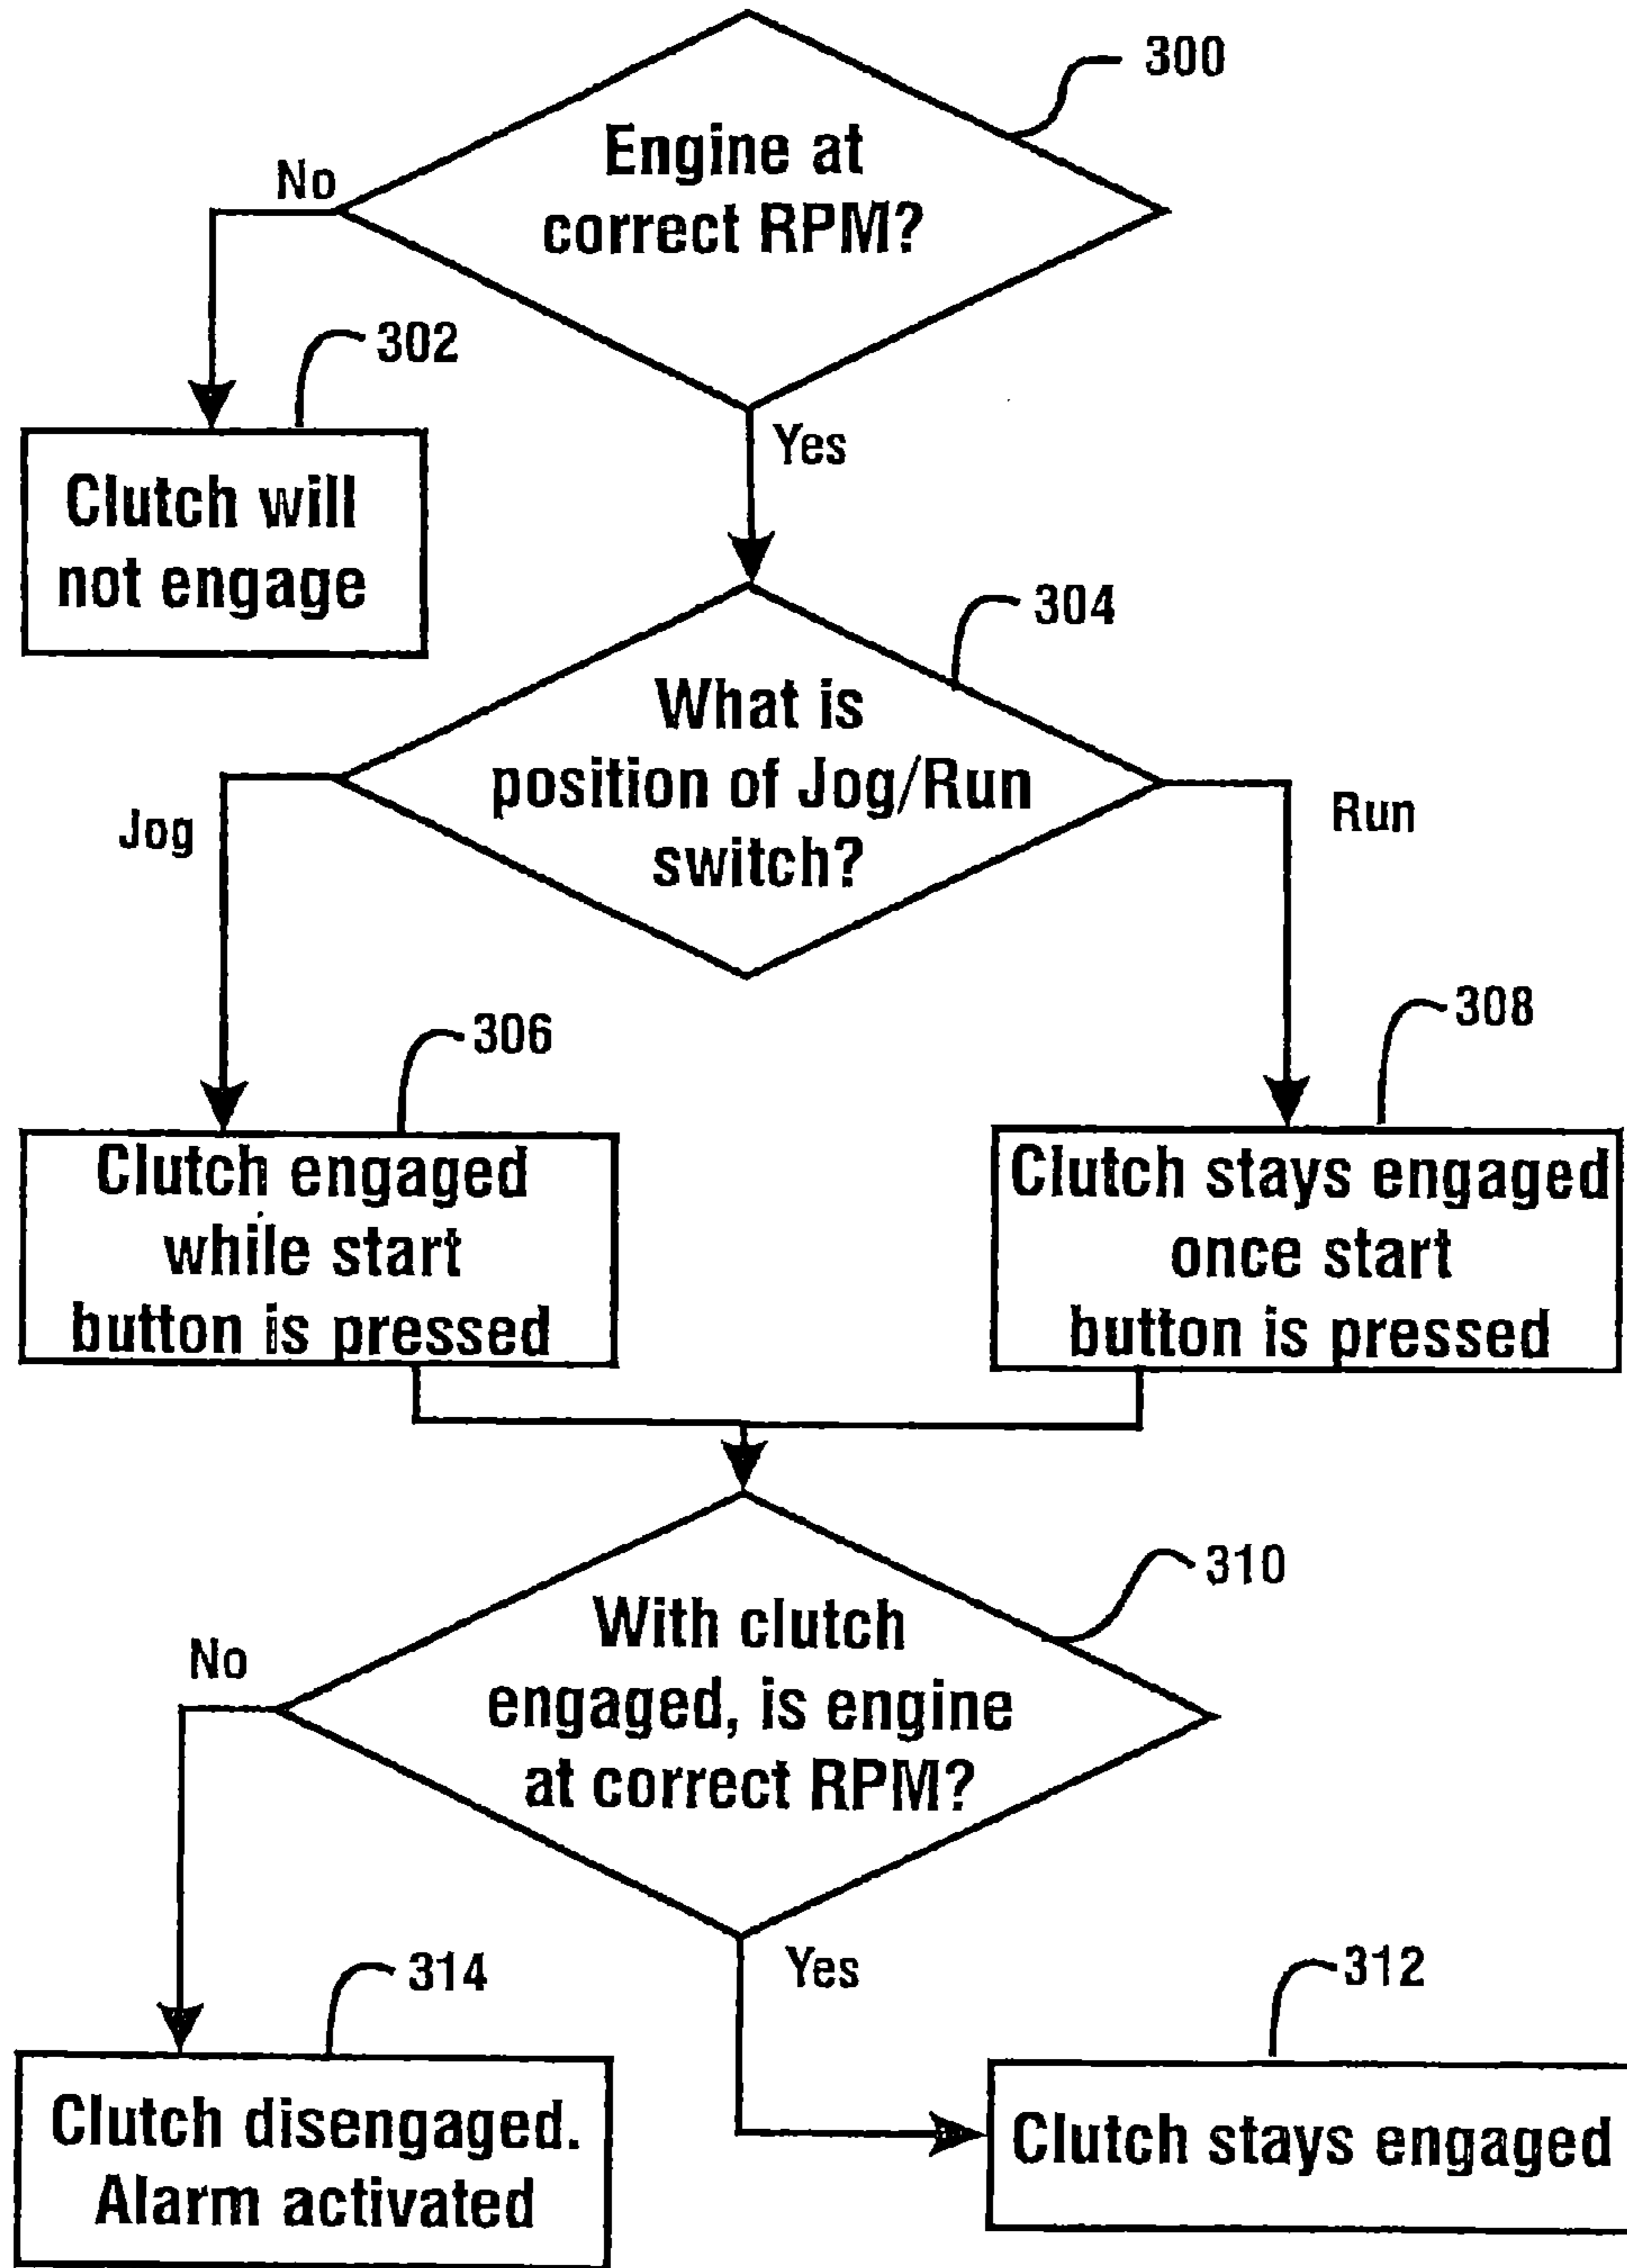 300
Engine at
correct RPM?
No
302
Yes
Clutch will
not engage
304
What is
position of Jog/Run
switch?
Jog
Run
306
308
Clutch engaged
while start
button is pressed
Clutch stays engaged
once start
button is pressed
310
With clutch
engaged, is engine
at correct RPM?
No
Yes
314
312
Clutch disengaged.
Alarm activated
Clutch stays engaged